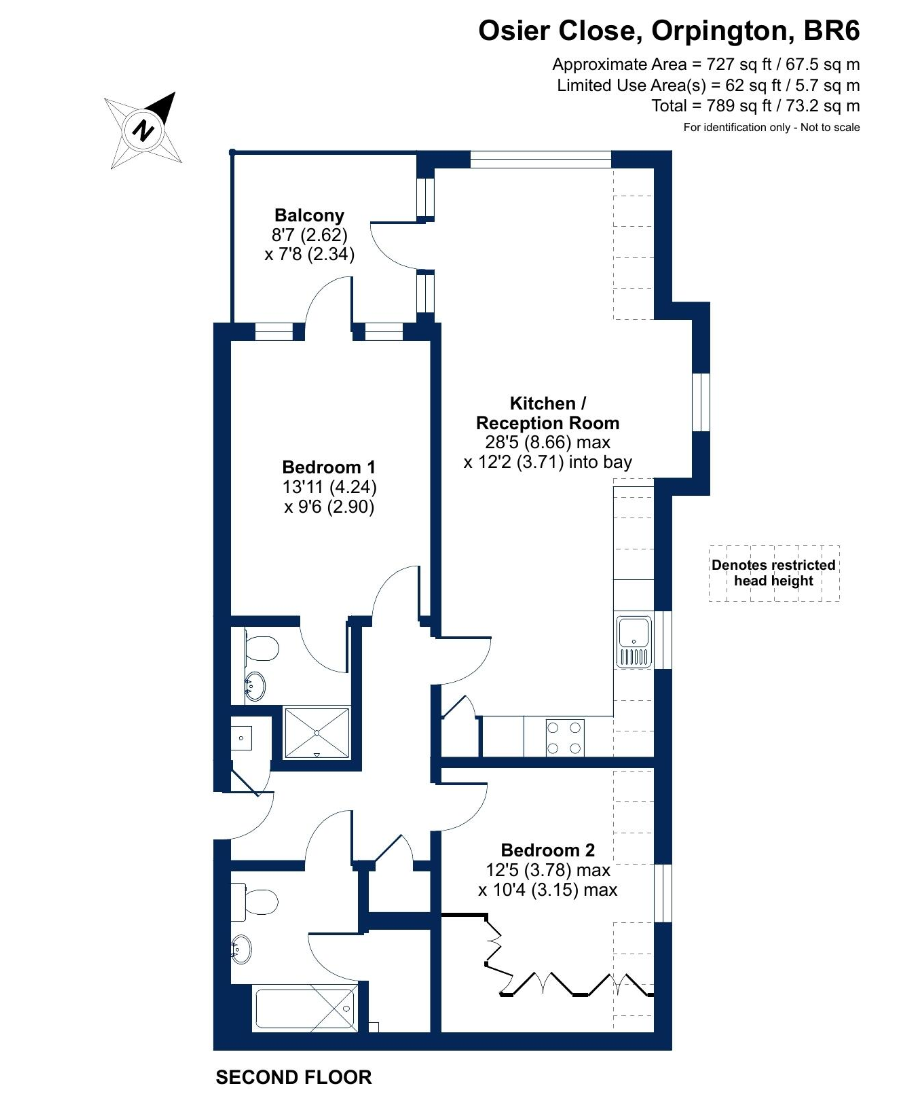 Osier Close, Orpington, BR6
Approximate Area = 727 sq ft / 67.5 sq m
Limited Use Area(s) = 62 sq ft / 5.7 sq m
Total = 789 sq ft / 73.2 sq m
For identification only - Not to scale
N
Balcony
8'7 (2.62)
x 7'8 (2.34)
Kitchen /
Reception Room
28'5 (8.66) max
x 12'2 (3.71) into bay
Bedroom 1
13'11 (4.24)
x 9'6 (2.90)
Denotes restricted
head height
Bedroom 2
12'5 (3.78) max
x 10'4 (3.15) max
SECOND FLOOR